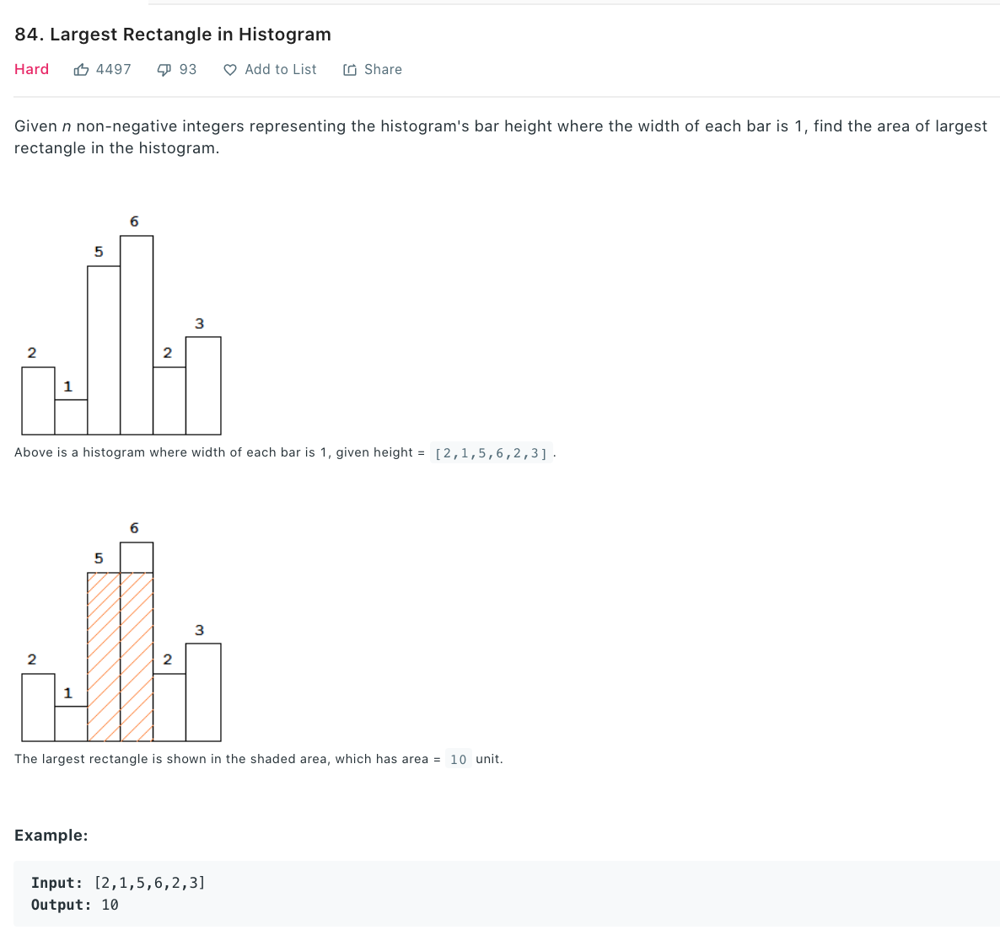 84. Largest Rectangle in Histogram
Hard 4497 93 Add to List Share
Given n non-negative integers representing the histogram's bar height where the width of each bar is 1, find the area of largest
rectangle in the histogram.
6
5
3
2 2
1
Above is a histogram where width of each bar is 1, given height = [2,1,5,6,2,3].
6
5
3
2 2
1
The largest rectangle is shown in the shaded area, which has area = 10 unit.
Example:
Input: [2,1,5,6,2,3]
Output: 10